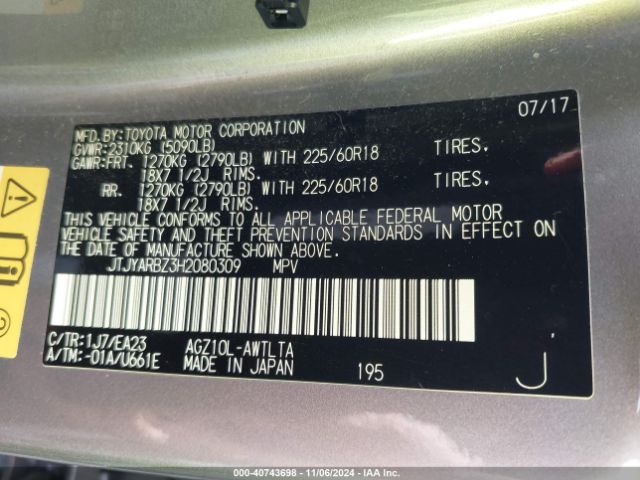 07/17
MFD.BY:TOYOTA MOTOR CORPORATION
GVWR:2310KG (5090LB)
GAWR:FRT. 1270KG (2790LB) WITH 225/60R18 TIRES.
18X7 1/2J RIMS.
RR. 1270KG (2790LB) WITH 225/60R18 TIRES.
18X7 1/2J RIMS.
THIS VEHICLE CONFORMS TO ALL APPLICABLE FEDERAL MOTOR
VEHICLE SAFETY AND THEFT PREVENTION STANDARDS IN EFFECT ON
THE DATE OF MANUFACTURE SHOWN ABOVE.
JTJYARBZ3H2080309 MPV
C/TR:1J7/EA23 AGZ10L-AWTLTA
A/TM:-01A/U661E MADE IN JAPAN 195 J
000-40743698 - 11/06/2024 - IAA, Inc.